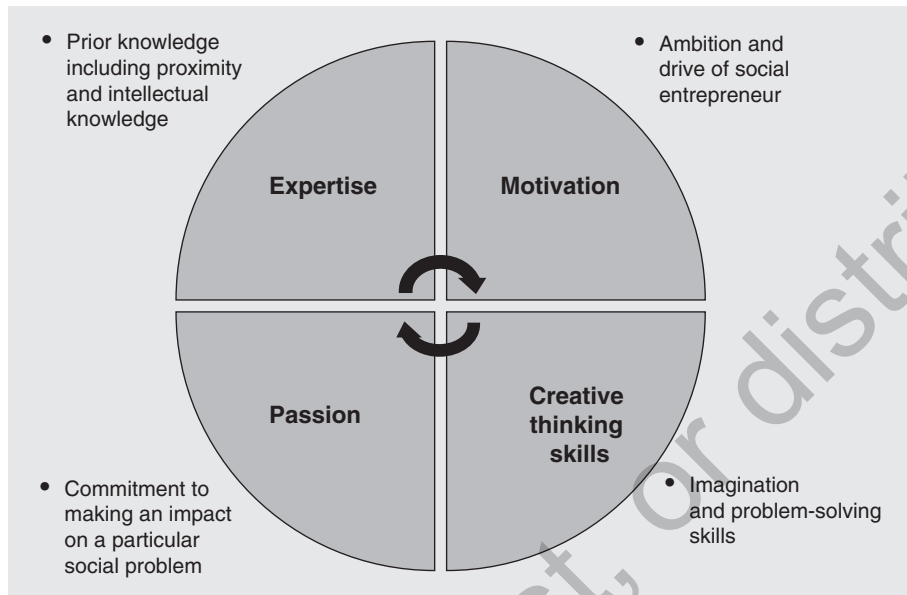 • Prior knowledge
including proximity
and intellectual
knowledge
• Ambition and
drive of social
entrepreneur
Expertise
Motivation
Passion
Creative
thinking
skills
• Commitment to
making an impact
on a particular
social problem
• Imagination
and problem-solving
skills
or